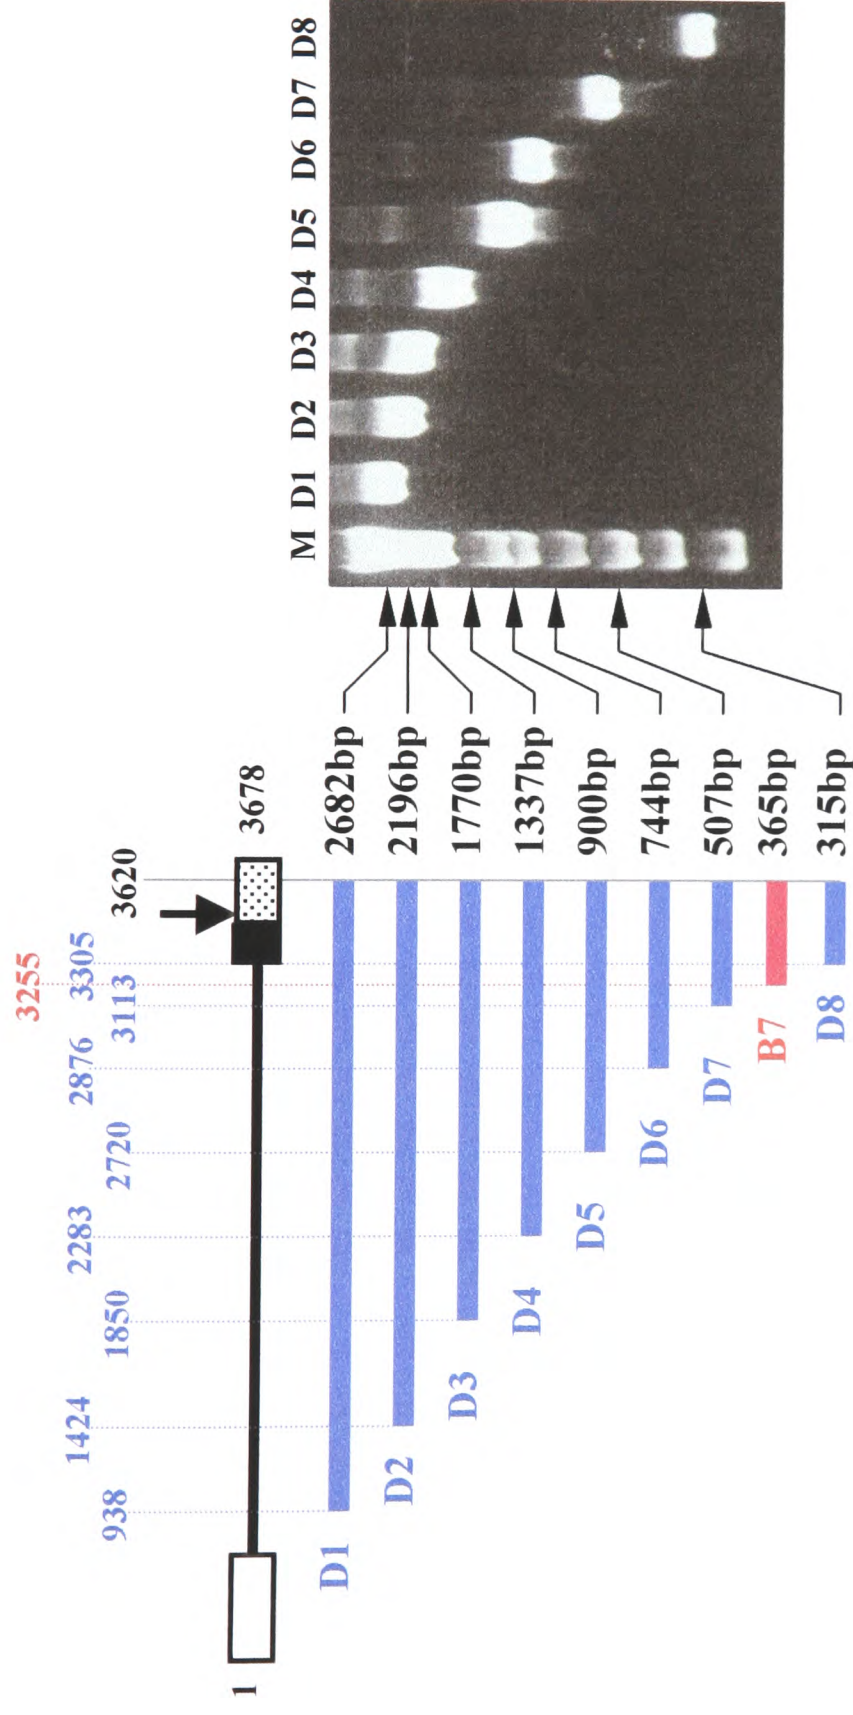 3255
938 1424 1850 2283 2720 2876 3113 3305 3620
1 3678
D1 2682bp
D2 2196bp
D3 1770bp
D4 1337bp
D5 900bp
D6 744bp
D7 507bp
B7 365bp
D8 315bp
M D1 D2 D3 D4 D5 D6 D7 D8